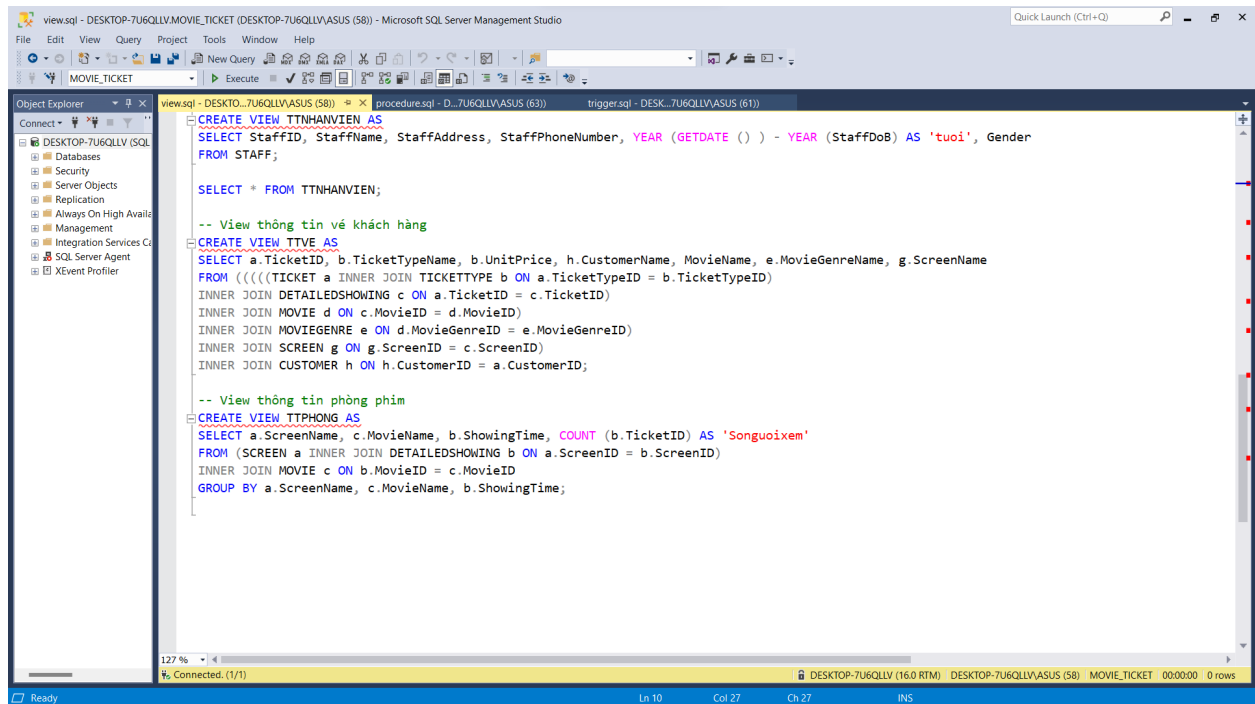 view.sql - DESKTOP-7U6QLLV.MOVIE_TICKET (DESKTOP-7U6QLLV\ASUS (58)) - Microsoft SQL Server Management Studio
Quick Launch (Ctrl+Q)
File Edit View Query Project Tools Window Help
New Query
MOVIE_TICKET
Execute
Object Explorer
view.sql - DESKTO...7U6QLLV\ASUS (58))
procedure.sql - D...7U6QLLV\ASUS (63))
trigger.sql - DESK...7U6QLLV\ASUS (61))
Connect
DESKTOP-7U6QLLV (SQL
Databases
Security
Server Objects
Replication
Always On High Availa
Management
Integration Services Ca
SQL Server Agent
XEvent Profiler
CREATE VIEW TTNHANVIEN AS
SELECT StaffID, StaffName, StaffAddress, StaffPhoneNumber, YEAR (GETDATE () ) - YEAR (StaffDoB) AS 'tuoi', Gender
FROM STAFF;
SELECT * FROM TTNHANVIEN;
-- View thông tin vé khách hàng
CREATE VIEW TTVE AS
SELECT a.TicketID, b.TicketTypeName, b.UnitPrice, h.CustomerName, MovieName, e.MovieGenreName, g.ScreenName
FROM (((((TICKET a INNER JOIN TICKETTYPE b ON a.TicketTypeID = b.TicketTypeID)
INNER JOIN DETAILEDSHOWING c ON a.TicketID = c.TicketID)
INNER JOIN MOVIE d ON c.MovieID = d.MovieID)
INNER JOIN MOVIEGENRE e ON d.MovieGenreID = e.MovieGenreID)
INNER JOIN SCREEN g ON g.ScreenID = c.ScreenID)
INNER JOIN CUSTOMER h ON h.CustomerID = a.CustomerID;
-- View thông tin phòng phim
CREATE VIEW TTPHONG AS
SELECT a.ScreenName, c.MovieName, b.ShowingTime, COUNT (b.TicketID) AS 'Songuoixem'
FROM (SCREEN a INNER JOIN DETAILEDSHOWING b ON a.ScreenID = b.ScreenID)
INNER JOIN MOVIE c ON b.MovieID = c.MovieID
GROUP BY a.ScreenName, c.MovieName, b.ShowingTime;
127 %
Connected. (1/1)
DESKTOP-7U6QLLV (16.0 RTM) DESKTOP-7U6QLLV\ASUS (58) MOVIE_TICKET 00:00:00 0 rows
Ready
Ln 10 Col 27 Ch 27 INS